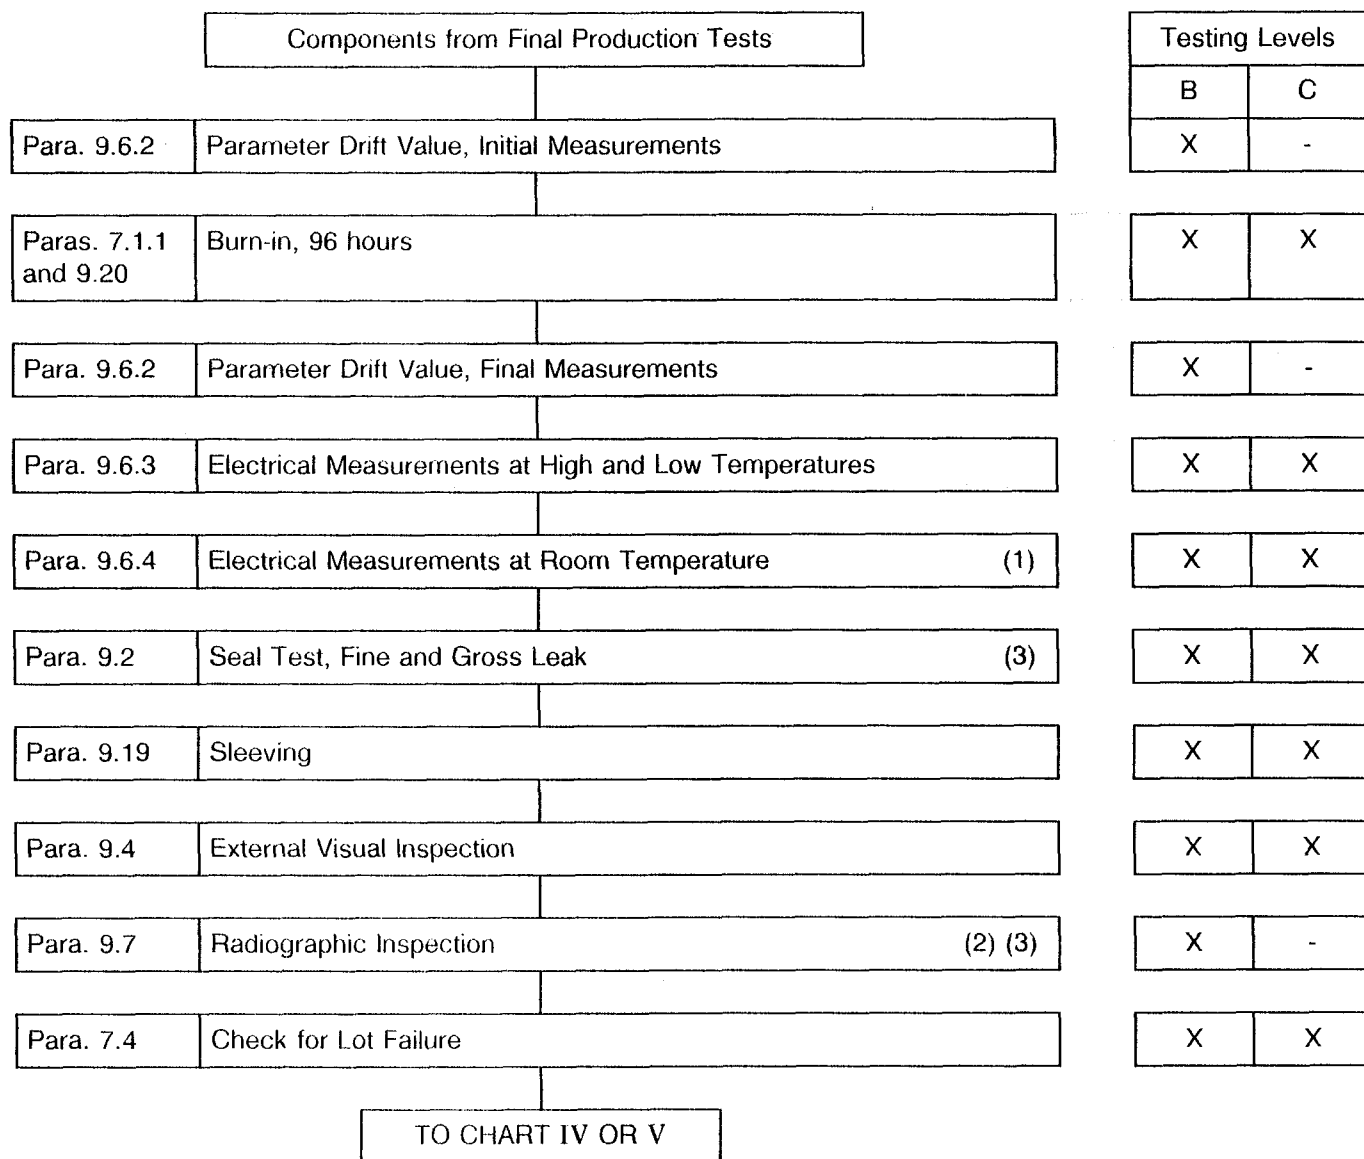 Components from Final Production Tests
Testing Levels
B C
Para. 9.6.2 Parameter Drift Value, Initial Measurements X -
Paras. 7.1.1 Burn-in, 96 hours X X
and 9.20
Para. 9.6.2 Parameter Drift Value, Final Measurements X -
Para. 9.6.3 Electrical Measurements at High and Low Temperatures X X
Para. 9.6.4 Electrical Measurements at Room Temperature (1) X X
Para. 9.2 Seal Test, Fine and Gross Leak (3) X X
Para. 9.19 Sleeving X X
Para. 9.4 External Visual Inspection X X
Para. 9.7 Radiographic Inspection (2) (3) X -
Para. 7.4 Check for Lot Failure X X
TO CHART IV OR V